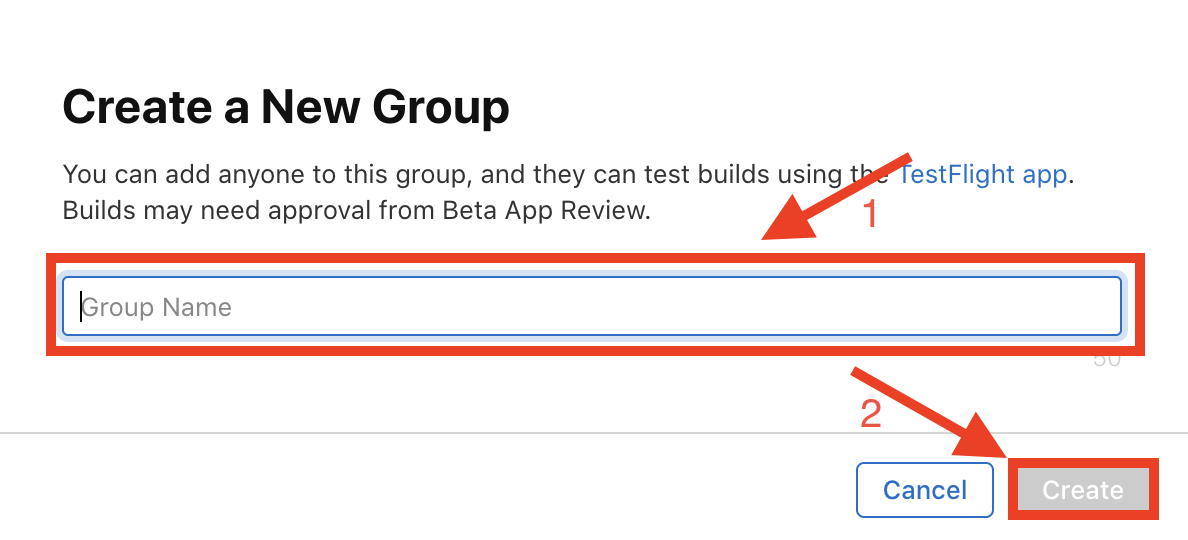 Create a New Group
You can add anyone to this group, and they can test builds using the TestFlight app.
Builds may need approval from Beta App Review.
1
Group Name
50
2
Cancel
Create